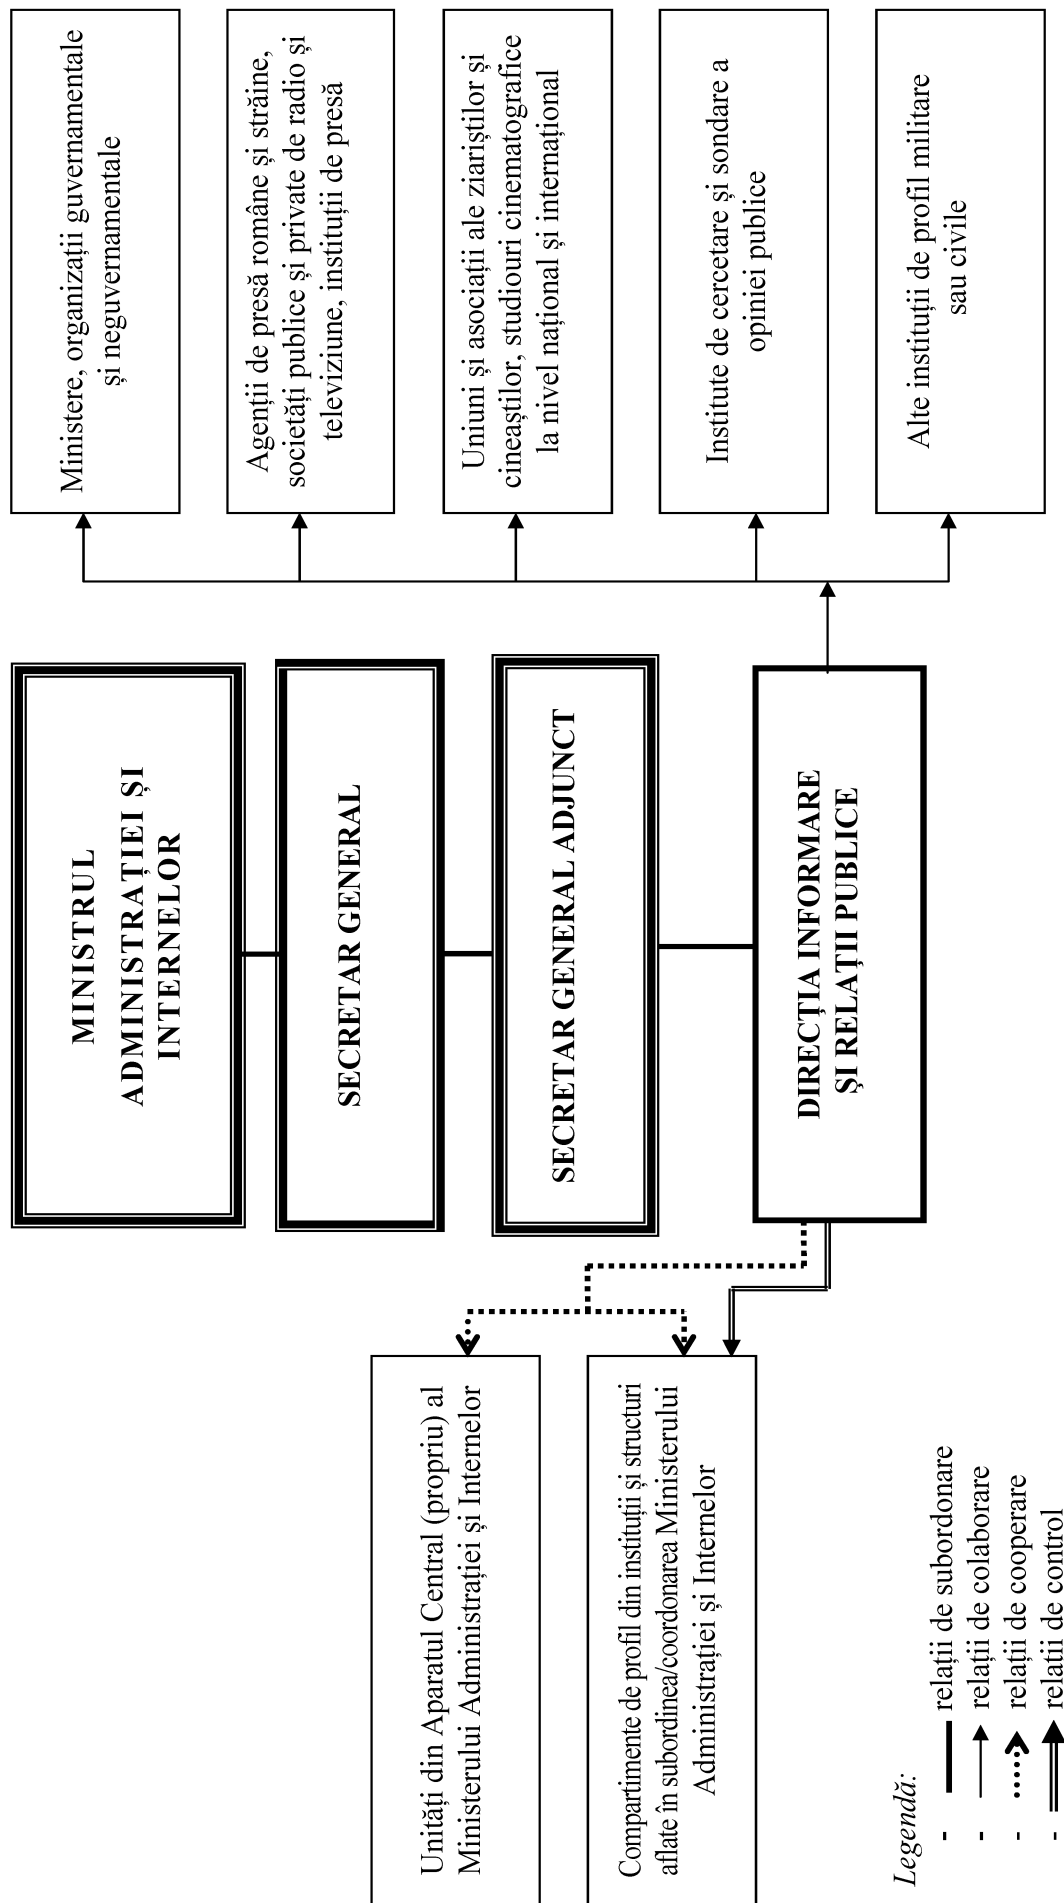 MINISTRUL
ADMINISTRAȚIEI ȘI
INTERNELOR
SECRETAR GENERAL
SECRETAR GENERAL ADJUNCT
DIRECȚIA INFORMARE
ȘI RELAȚII PUBLICE
Unități din Aparatul Central (propriu) al
Ministerului Administrației și Internelor
Compartimente de profil din instituții și structuri
aflate în subordinea/coordonarea Ministerului
Administrației și Internelor
Ministere, organizații guvernamentale
și neguvernamentale
Agenții de presă române și străine,
societăți publice și private de radio și
televiziune, instituții de presă
Uniuni și asociații ale ziariștilor și
cineaștilor, studiouri cinematografice
la nivel național și internațional
Institute de cercetare și sondare a
opiniei publice
Alte instituții de profil militare
sau civile
Legendă:
- relații de subordonare
- relații de colaborare
- relații de cooperare
- relații de control